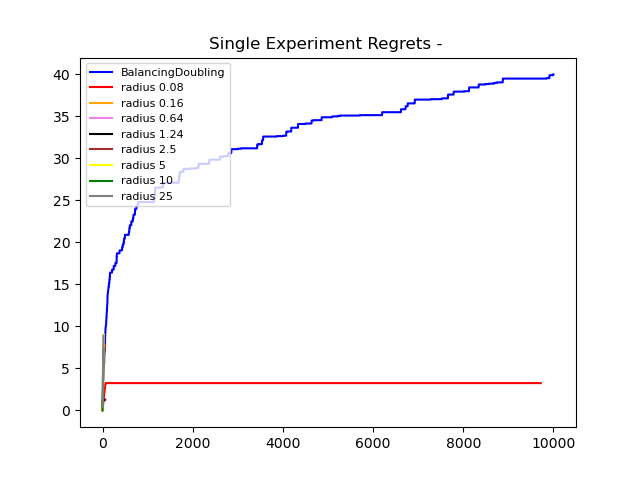 Single Experiment Regrets -
BalancingDoubling
radius 0.08
radius 0.16
radius 0.64
radius 1.24
radius 2.5
radius 5
radius 10
radius 25
40
35
30
25
20
15
10
5
0
0 2000 4000 6000 8000 10000